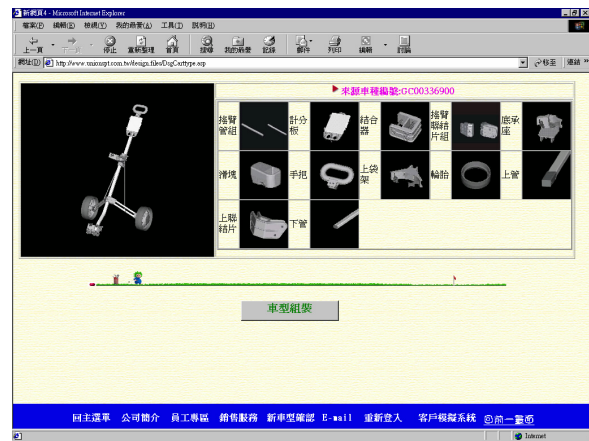 新網頁4 - Microsoft Internet Explorer
檔案(F) 編輯(E) 檢視(V) 我的最愛(A) 工具(T) 說明(H)
上一頁 下一頁 停止 重新整理 首頁 搜尋 我的最愛 記錄 郵件 列印 編輯 討論
網址(D) http://www.unionspt.com.tw/design.files/DsgCarttype.asp 移至 連結 »
來源車種編號:GC00336900
搖臂管組 計分板 結合器 搖臂聯結片組 底承座
滑塊 手把 上袋架 輪胎 上管
上聯結片 下管
車型組裝
回主選單 公司簡介 員工專區 銷售服務 新車型確認 E-mail 重新登入 客戶模擬系統 回前一畫面
Internet